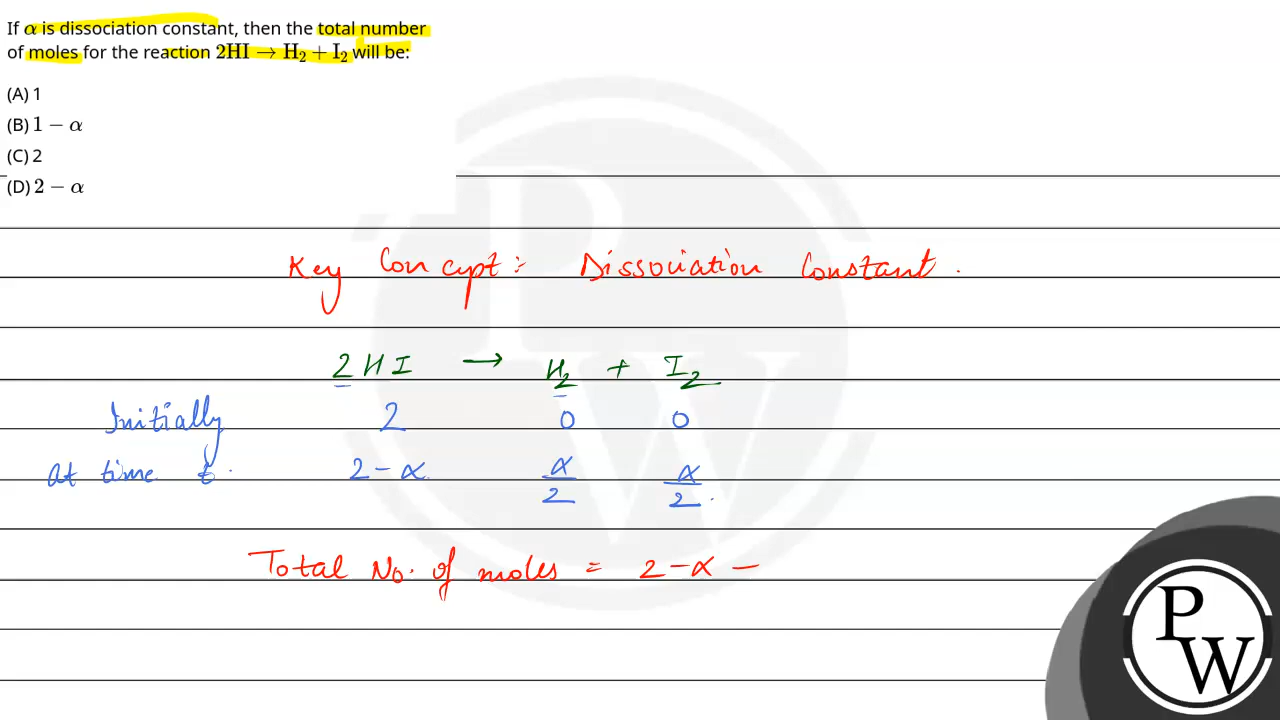 If α is dissociation constant, then the total number
of moles for the reaction 2HI → H₂ + I₂ will be:
(A) 1
(B) 1 − α
(C) 2
(D) 2 − α
Key Concept :- Dissociation Constant.
2HI → H₂ + I₂
Initially 2 0 0
at time t. 2-α α/2 α/2.
Total No. of moles = 2-α -
PW